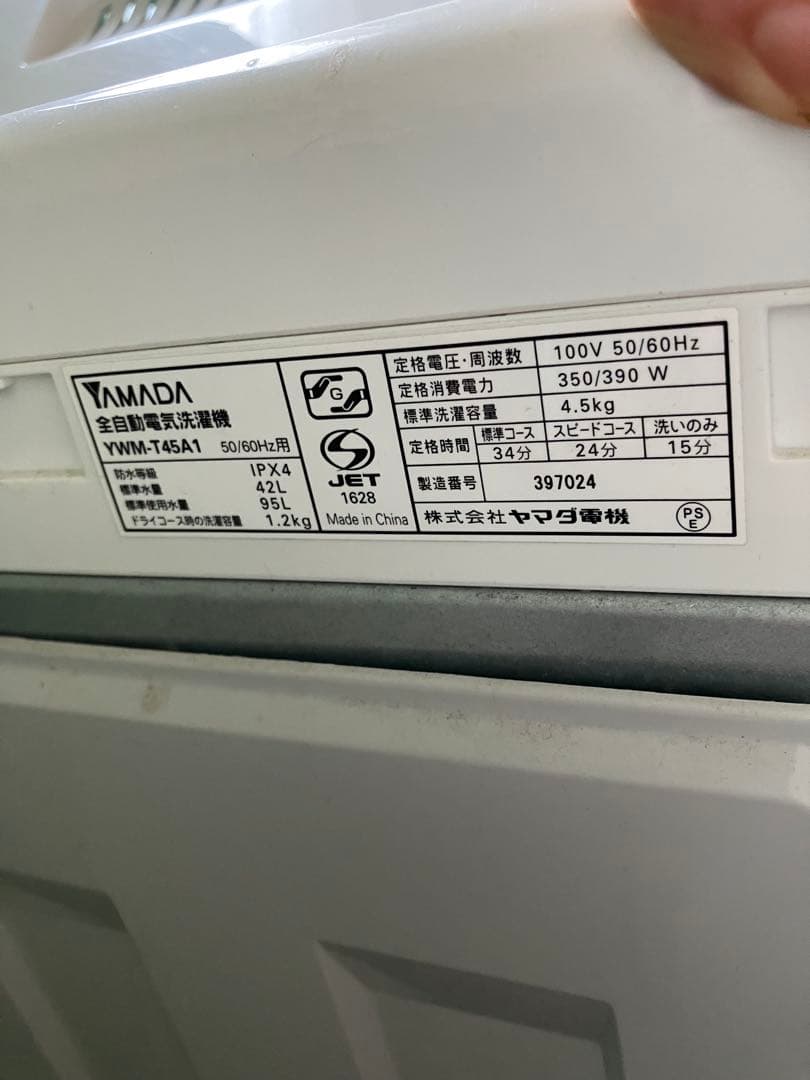 YAMADA
全自動電気洗濯機
YWM-T45A1 50/60Hz用
防水等級 IPX4
標準水量 42L
標準使用水量 95L
ドライコース時の洗濯容量 1.2kg
G
S
JET
1628
Made in China
定格電圧・周波数 100V 50/60Hz
定格消費電力 350/390 W
標準洗濯容量 4.5kg
定格時間 標準コース スピードコース 洗いのみ
34分 24分 15分
製造番号 397024
株式会社ヤマダ電機
PS
E